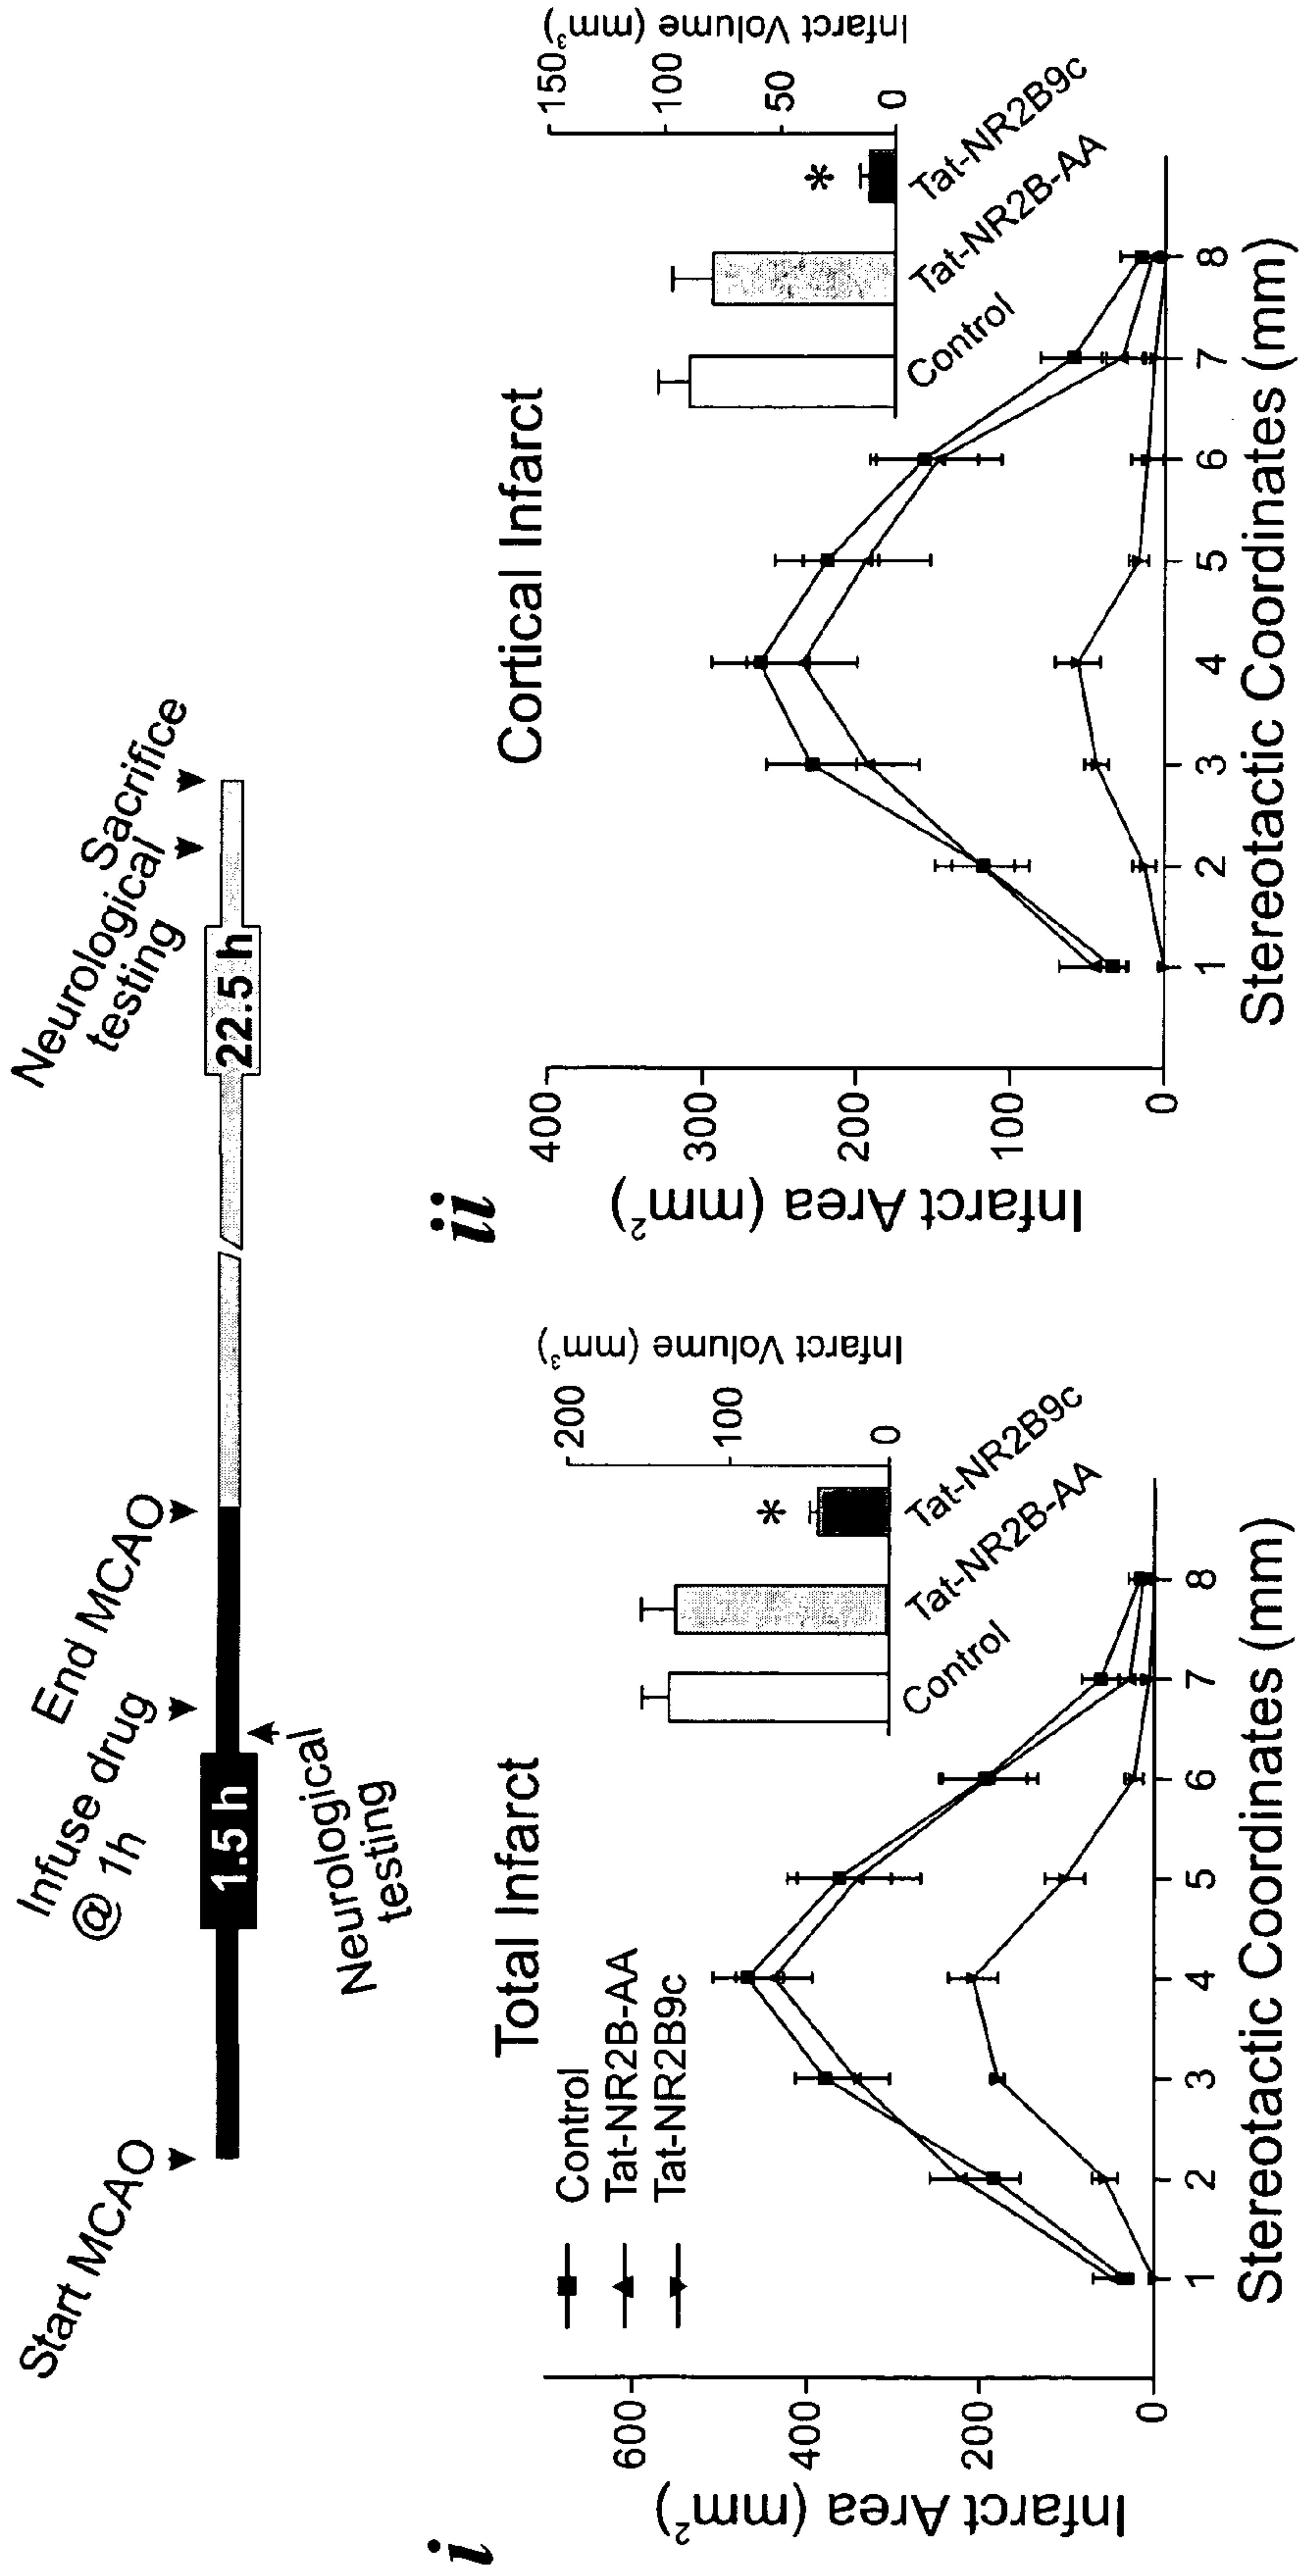 Start MCAO
Infuse drug
@ 1h
End MCAO
Neurological
testing
Sacrifice
1.5 h
22.5 h
Neurological
testing
i
Total Infarct
Control
Tat-NR2B-AA
Tat-NR2B9c
Infarct Area (mm²)
600
400
200
0
1 2 3 4 5 6 7 8
Stereotactic Coordinates (mm)
Infarct Volume (mm³)
200
100
0
Control
Tat-NR2B-AA
Tat-NR2B9c
*
ii
Cortical Infarct
Infarct Area (mm²)
400
300
200
100
0
1 2 3 4 5 6 7 8
Stereotactic Coordinates (mm)
Infarct Volume (mm³)
150
100
50
0
Control
Tat-NR2B-AA
Tat-NR2B9c
*